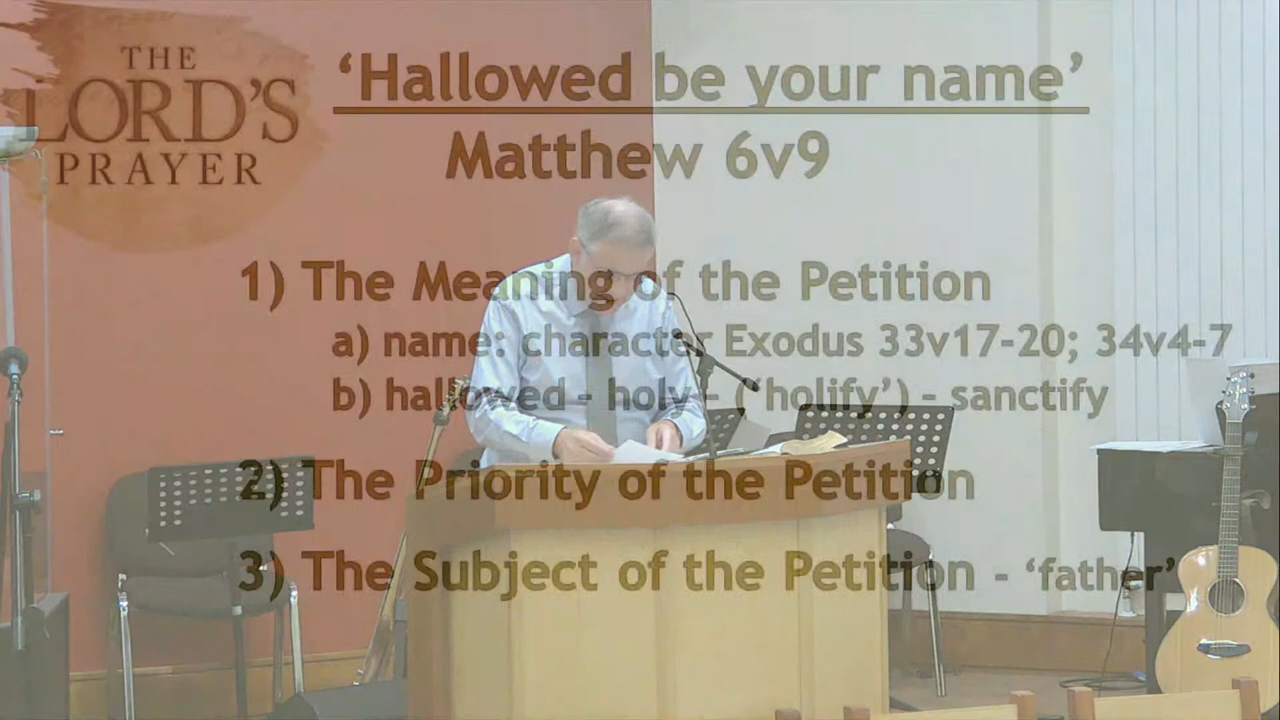 THE
LORD'S
PRAYER
‘Hallowed be your name’
Matthew 6v9
1) The Meaning of the Petition
a) name: character Exodus 33v17-20; 34v4-7
b) hallowed - holy - (‘holify’) - sanctify
2) The Priority of the Petition
3) The Subject of the Petition - ‘father’